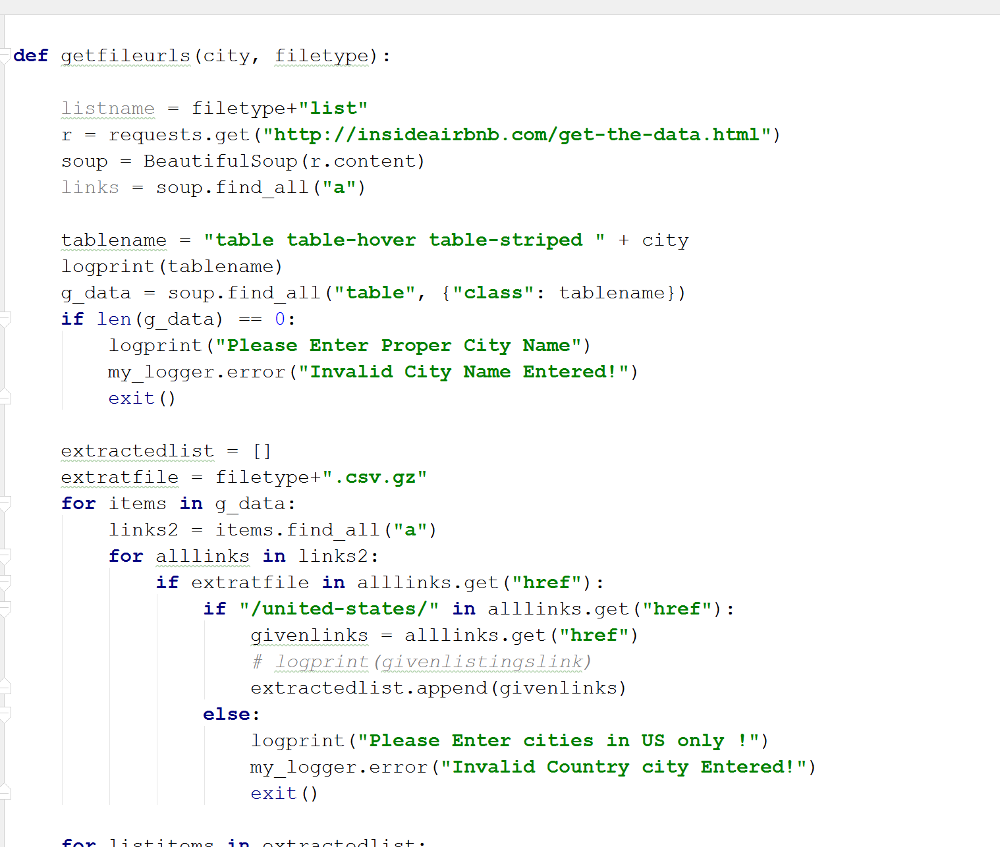 def getfileurls(city, filetype):
listname = filetype+"list"
r = requests.get("http://insideairbnb.com/get-the-data.html")
soup = BeautifulSoup(r.content)
links = soup.find_all("a")
tablename = "table table-hover table-striped " + city
logprint(tablename)
g_data = soup.find_all("table", {"class": tablename})
if len(g_data) == 0:
logprint("Please Enter Proper City Name")
my_logger.error("Invalid City Name Entered!")
exit()
extractedlist = []
extratfile = filetype+".csv.gz"
for items in g_data:
links2 = items.find_all("a")
for alllinks in links2:
if extratfile in alllinks.get("href"):
if "/united-states/" in alllinks.get("href"):
givenlinks = alllinks.get("href")
# logprint(givenlistingslink)
extractedlist.append(givenlinks)
else:
logprint("Please Enter cities in US only !")
my_logger.error("Invalid Country city Entered!")
exit()
for listitems in extractedlist: